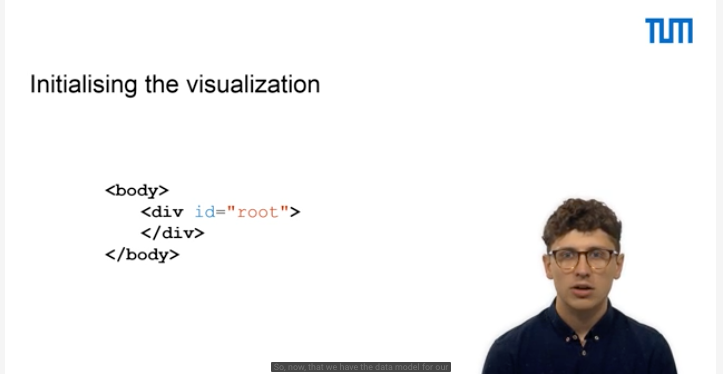 TUM
Initialising the visualization
<body>
<div id="root">
</div>
</body>
So, now, that we have the data model for our